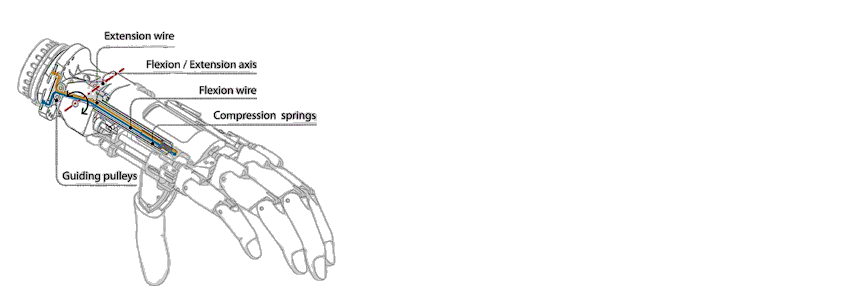 Extension wire
Flexion / Extension axis
Flexion wire
Compression springs
Guiding pulleys